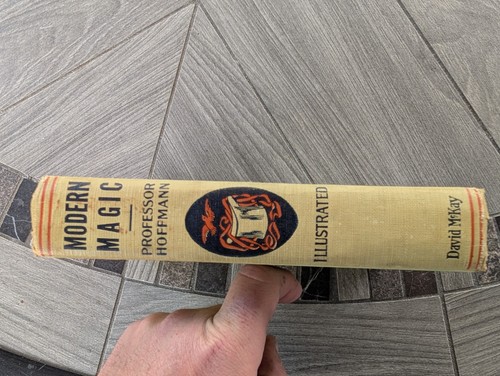 MODERN
MAGIC
PROFESSOR
HOFFMANN
ILLUSTRATED
David McKay